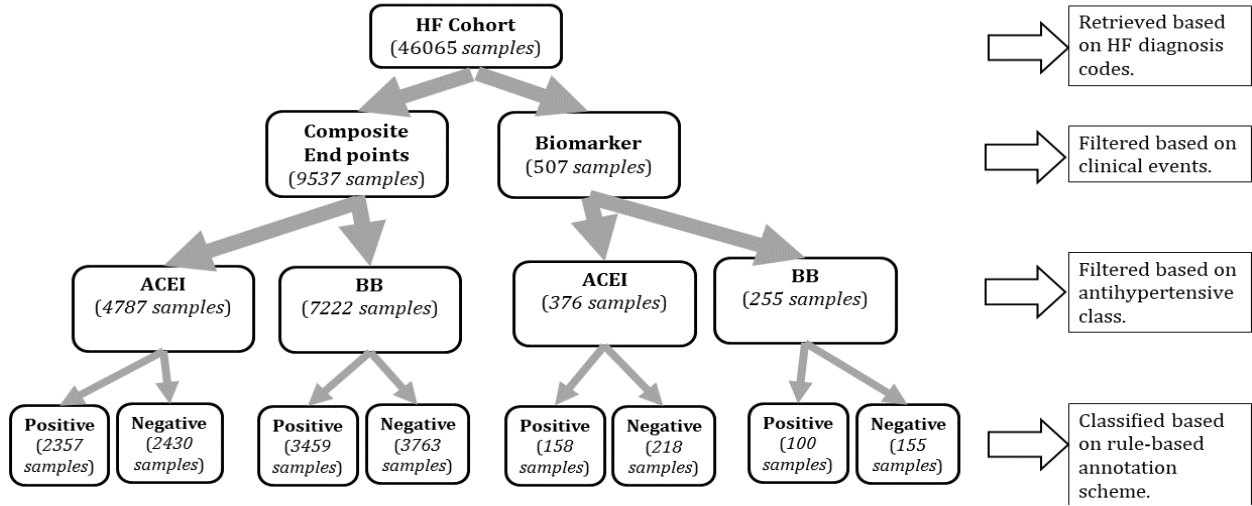 HF Cohort
(46065 samples)
Retrieved based
on HF diagnosis
codes.
Composite
End points
(9537 samples)
Biomarker
(507 samples)
Filtered based on
clinical events.
ACEI
(4787 samples)
BB
(7222 samples)
ACEI
(376 samples)
BB
(255 samples)
Filtered based on
antihypertensive
class.
Positive
(2357
samples)
Negative
(2430
samples)
Positive
(3459
samples)
Negative
(3763
samples)
Positive
(158
samples)
Negative
(218
samples)
Positive
(100
samples)
Negative
(155
samples)
Classified based
on rule-based
annotation
scheme.